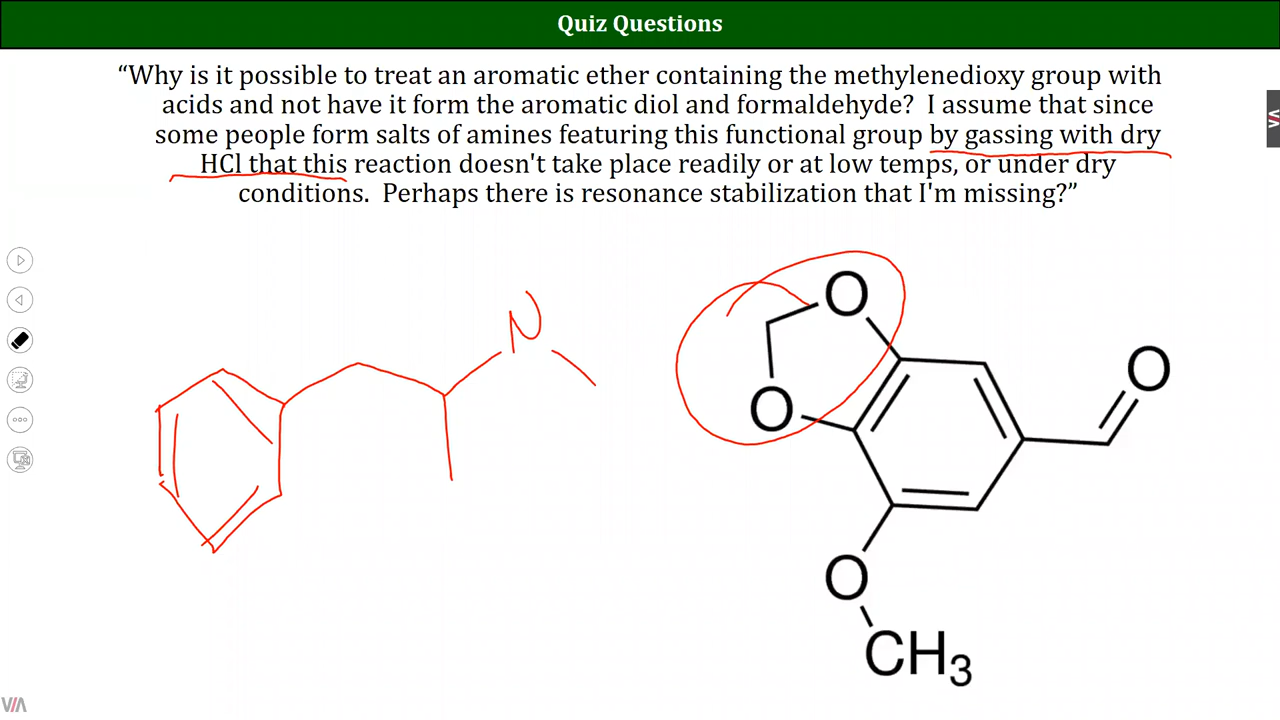 Quiz Questions
“Why is it possible to treat an aromatic ether containing the methylenedioxy group with
acids and not have it form the aromatic diol and formaldehyde?  I assume that since
some people form salts of amines featuring this functional group by gassing with dry
HCl that this reaction doesn't take place readily or at low temps, or under dry
conditions.  Perhaps there is resonance stabilization that I'm missing?”
N
O
O
O
O
CH3
VIA
VIA